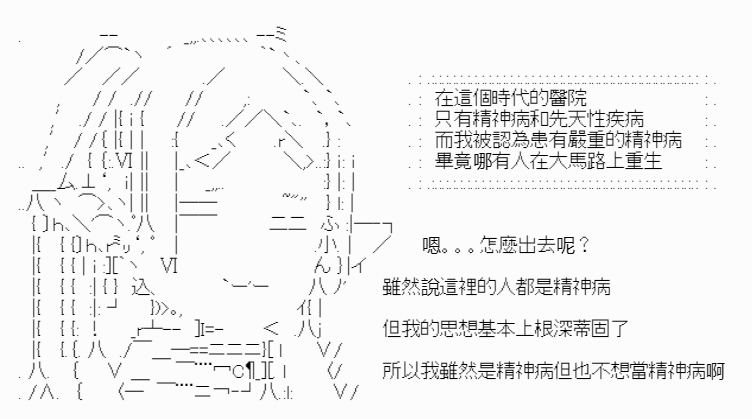 在這個時代的醫院
只有精神病和先天性疾病
而我被認為患有嚴重的精神病
畢竟哪有人在大馬路上重生
嗯。。。怎麼出去呢？
雖然說這裡的人都是精神病
但我的思想基本上根深蒂固了
所以我雖然是精神病但也不想當精神病啊